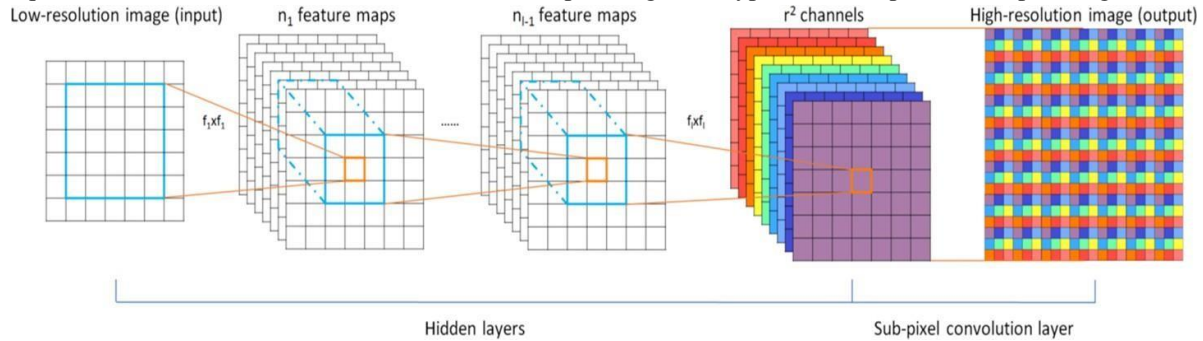 Low-resolution image (input)
n₁ feature maps
nₗ₋₁ feature maps
r² channels
High-resolution image (output)
f₁xf₁
......
fₗxfₗ
Hidden layers
Sub-pixel convolution layer